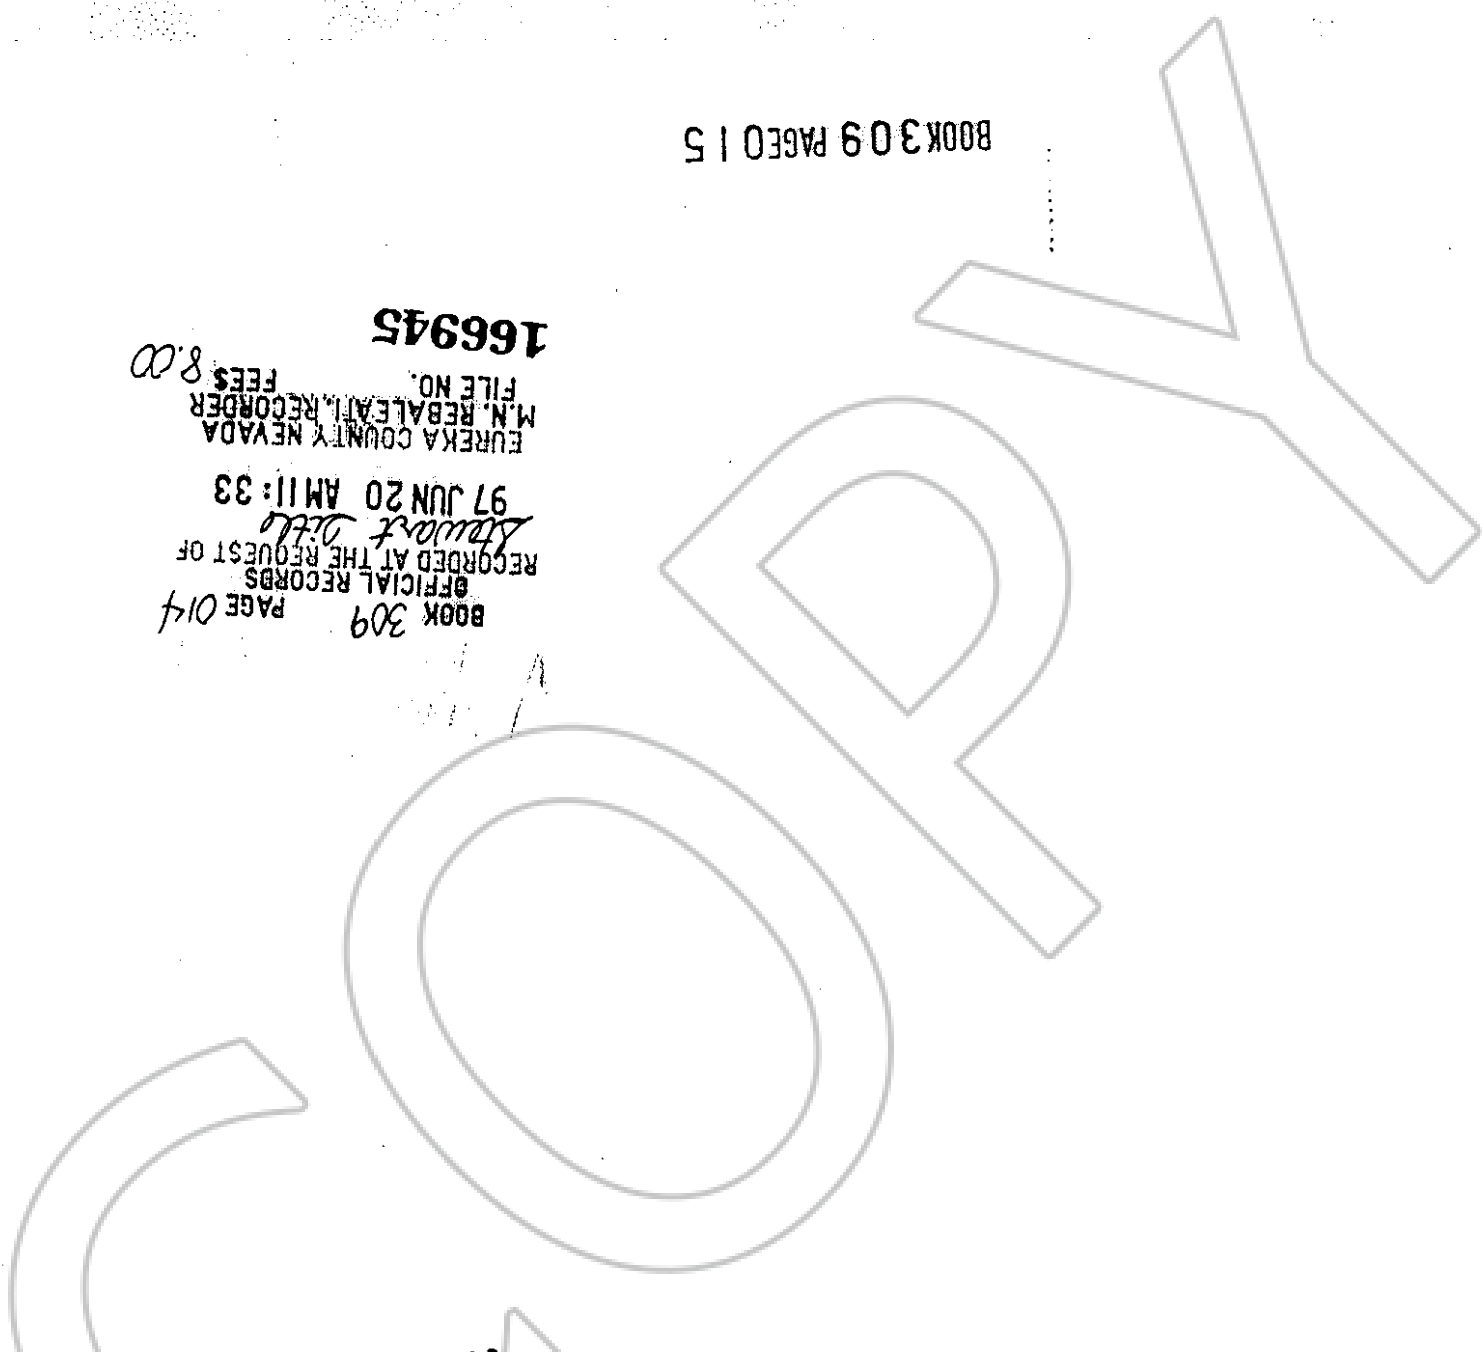 BOOK 309 PAGE 014
OFFICIAL RECORDS
RECORDED AT THE REQUEST OF
Stewart Title
97 JUN 20 AM 11:33
EUREKA COUNTY NEVADA
M.N. REBALEATI, RECORDER
FILE NO. FEES 8.00
166945
BOOK 309 PAGE 015
COPY